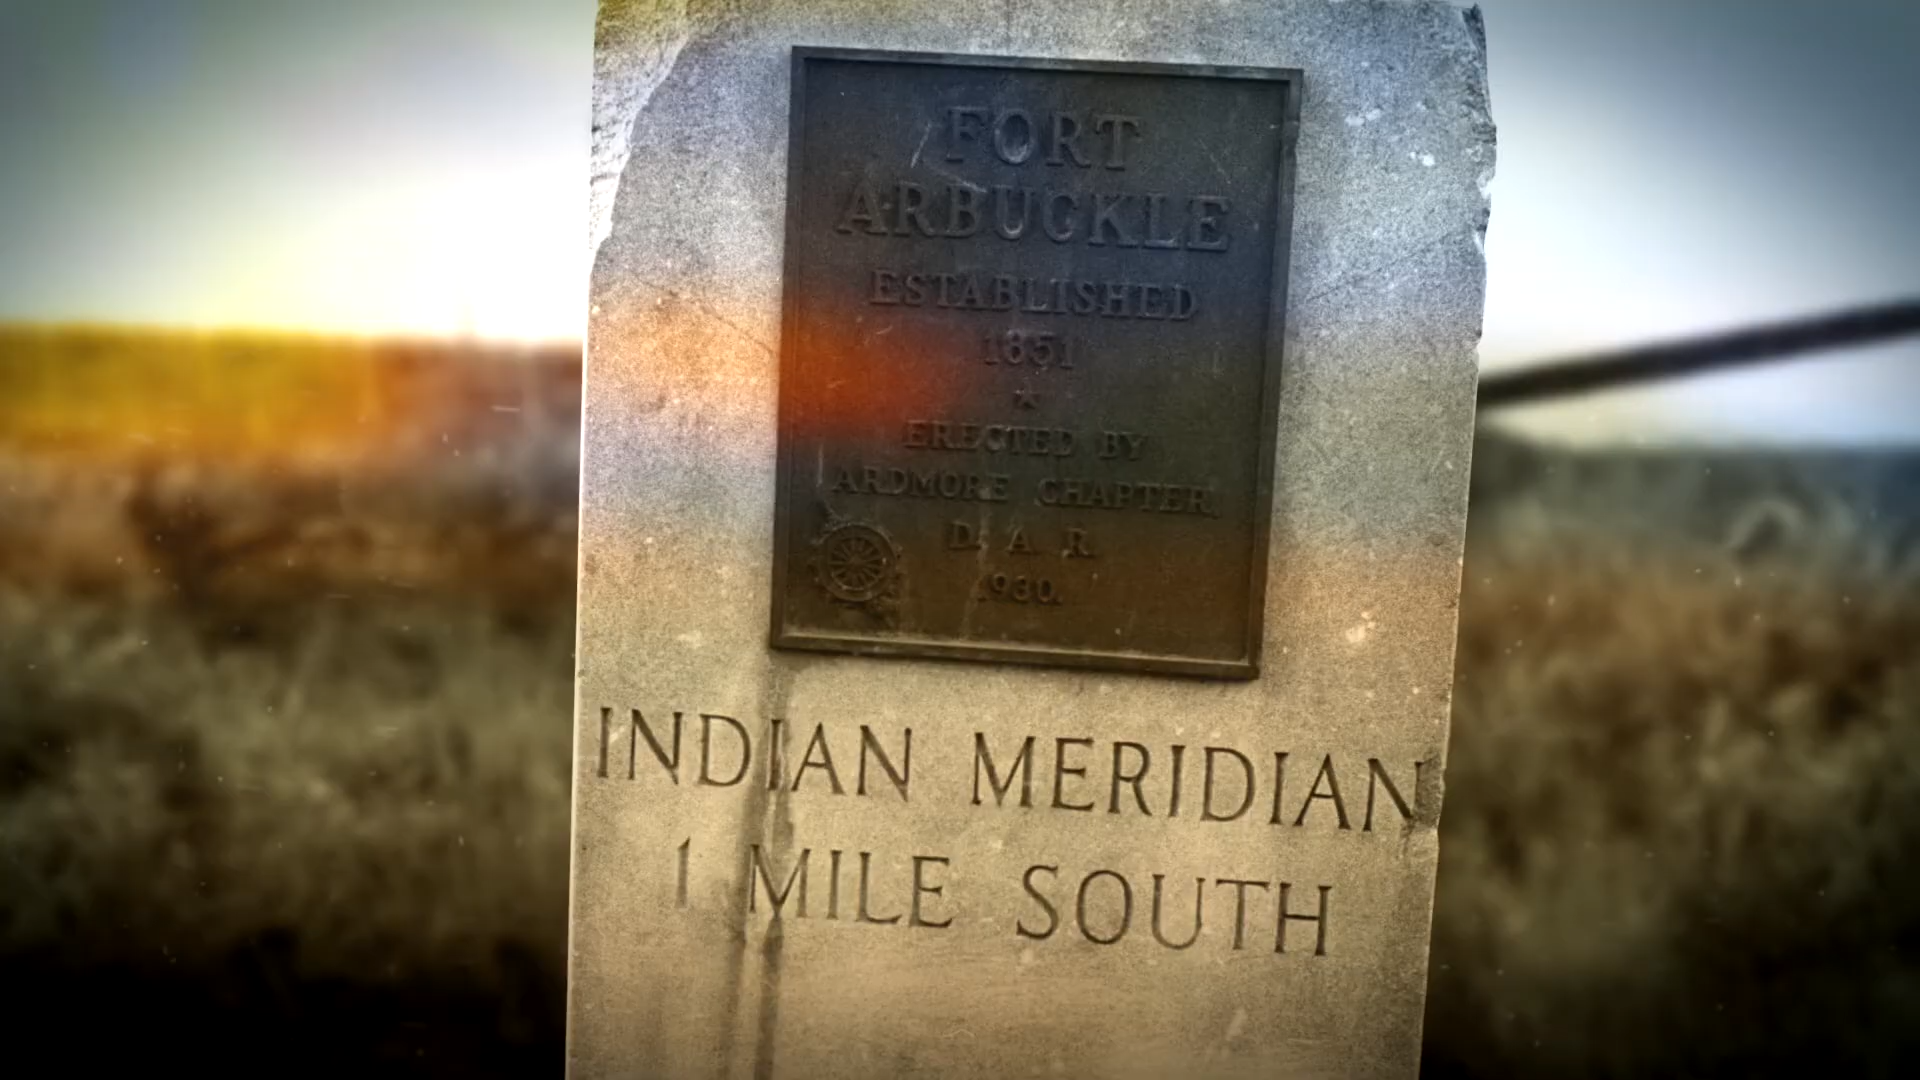 FORT
ARBUCKLE
ESTABLISHED
1851
ERECTED BY
ARDMORE CHAPTER,
D. A. R.
1930.
INDIAN MERIDIAN
1 MILE SOUTH